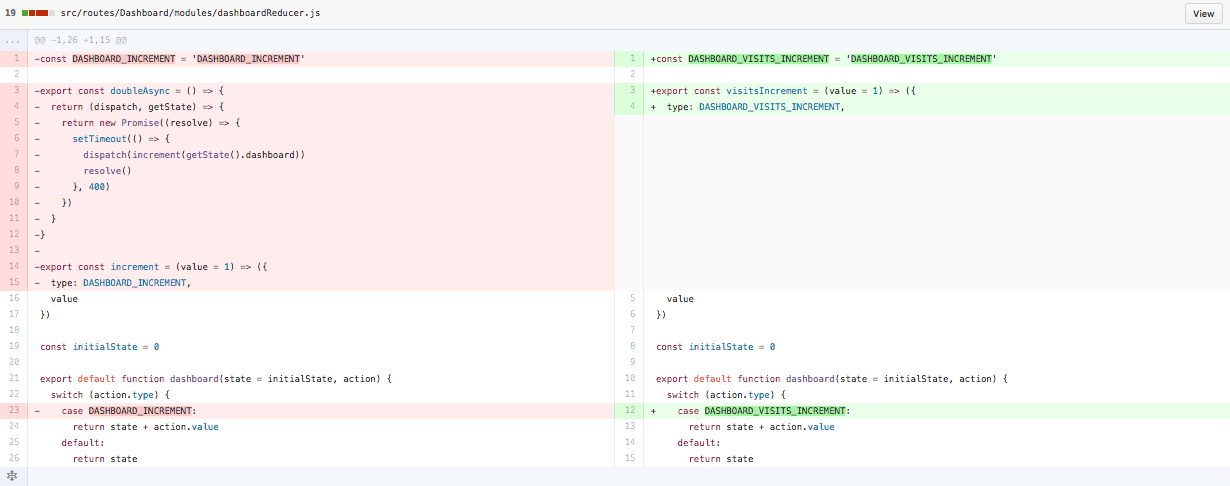 19 src/routes/Dashboard/modules/dashboardReducer.js View
... @@ -1,26 +1,15 @@
1 -const DASHBOARD_INCREMENT = 'DASHBOARD_INCREMENT' 1 +const DASHBOARD_VISITS_INCREMENT = 'DASHBOARD_VISITS_INCREMENT'
2 2
3 -export const doubleAsync = () => { 3 +export const visitsIncrement = (value = 1) => ({
4 - return (dispatch, getState) => { 4 + type: DASHBOARD_VISITS_INCREMENT,
5 - return new Promise((resolve) => {
6 - setTimeout(() => {
7 - dispatch(increment(getState().dashboard))
8 - resolve()
9 - }, 400)
10 - })
11 - }
12 -}
13 -
14 -export const increment = (value = 1) => ({
15 - type: DASHBOARD_INCREMENT,
16 value 5 value
17 }) 6 })
18 7
19 const initialState = 0 8 const initialState = 0
20 9
21 export default function dashboard(state = initialState, action) { 10 export default function dashboard(state = initialState, action) {
22 switch (action.type) { 11 switch (action.type) {
23 - case DASHBOARD_INCREMENT: 12 + case DASHBOARD_VISITS_INCREMENT:
24 return state + action.value 13 return state + action.value
25 default: 14 default:
26 return state 15 return state